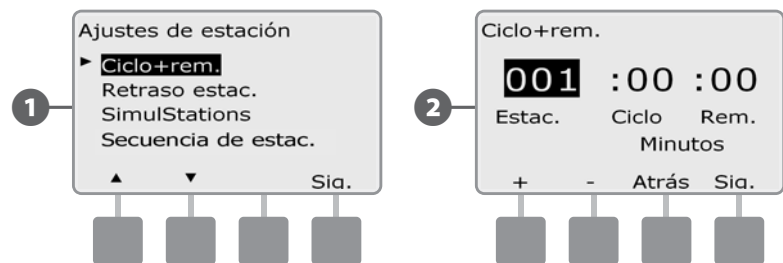 1
Ajustes de estación
► Ciclo+rem.
Retraso estac.
SimulStations
Secuencia de estac.
▲ ▼ Sig.
2
Ciclo+rem.
001 :00 :00
Estac. Ciclo Rem.
Minutos
+ - Atrás Sig.